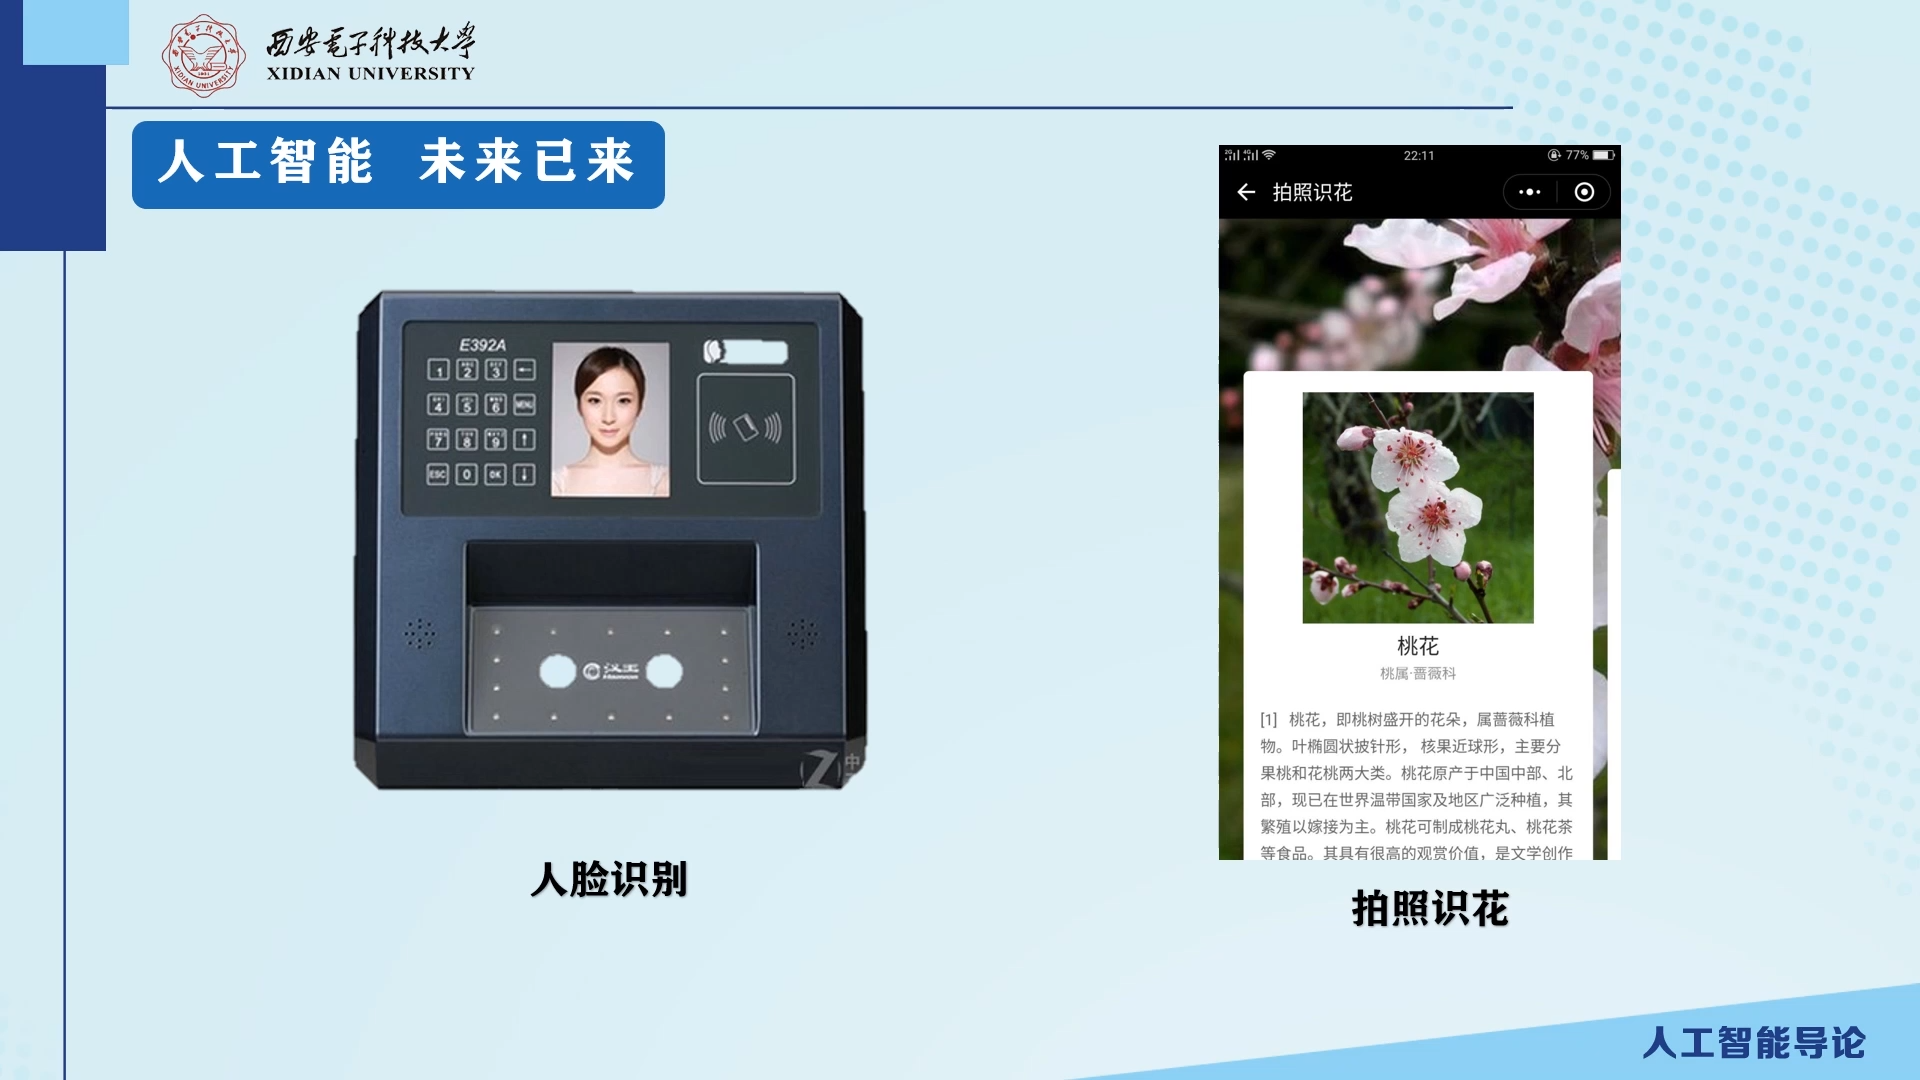 西安电子科技大学
XIDIAN UNIVERSITY
人工智能 未来已来
E392A
1 2 3
4 5 6 MENU
7 8 9
ESC 0 OK
汉王
Hanwon
中
人脸识别
22:11
77%
拍照识花
桃花
桃属·蔷薇科
[1] 桃花，即桃树盛开的花朵，属蔷薇科植
物。叶椭圆状披针形， 核果近球形，主要分
果桃和花桃两大类。桃花原产于中国中部、北
部，现已在世界温带国家及地区广泛种植，其
繁殖以嫁接为主。桃花可制成桃花丸、桃花茶
等食品。其具有很高的观赏价值，是文学创作
拍照识花
人工智能导论